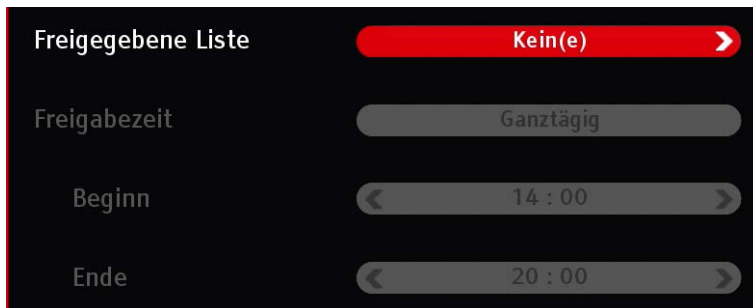 Freigegebene Liste Kein(e)
Freigabezeit Ganztägig
Beginn 14 : 00
Ende 20 : 00